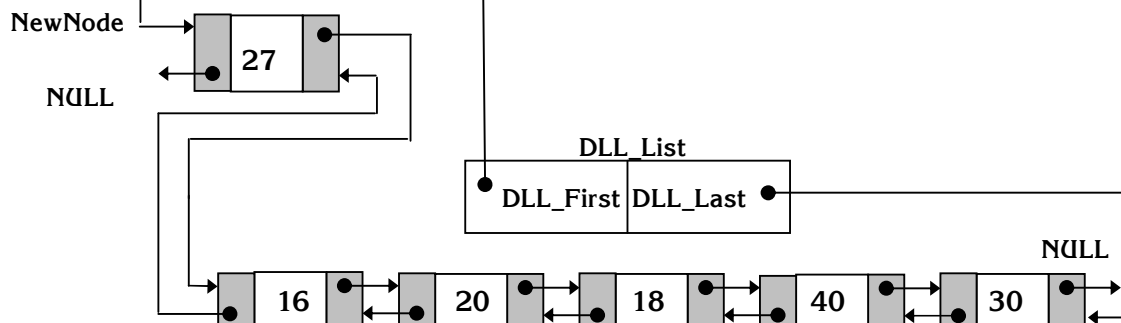 NewNode
27
NULL
DLL_List
DLL_First DLL_Last
NULL
16 20 18 40 30